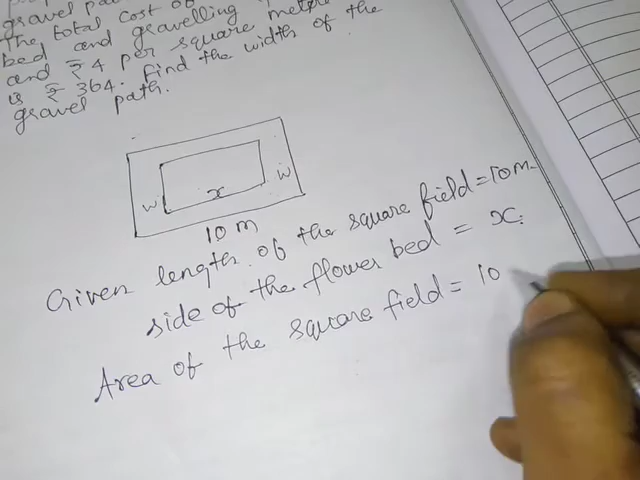 gravel pa
The total cost of
bed and gravelling
and ₹ 4 per square metre
is ₹ 364. Find the width of the
gravel path.
w x w
10 m
Given length of the square field = 10m
side of the flower bed = x.
Area of the square field = 10